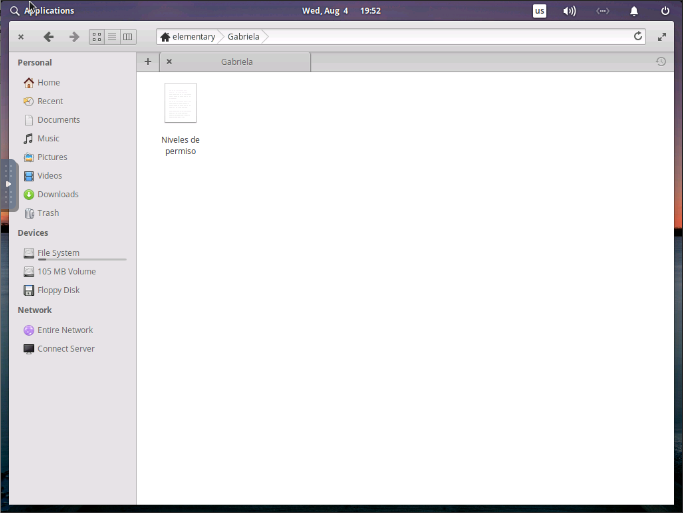 Applications
Wed, Aug 4 19:52
us
elementary
Gabriela
Gabriela
Personal
Home
Recent
Documents
Music
Pictures
Videos
Downloads
Trash
Devices
File System
105 MB Volume
Floppy Disk
Network
Entire Network
Connect Server
Niveles de
permiso